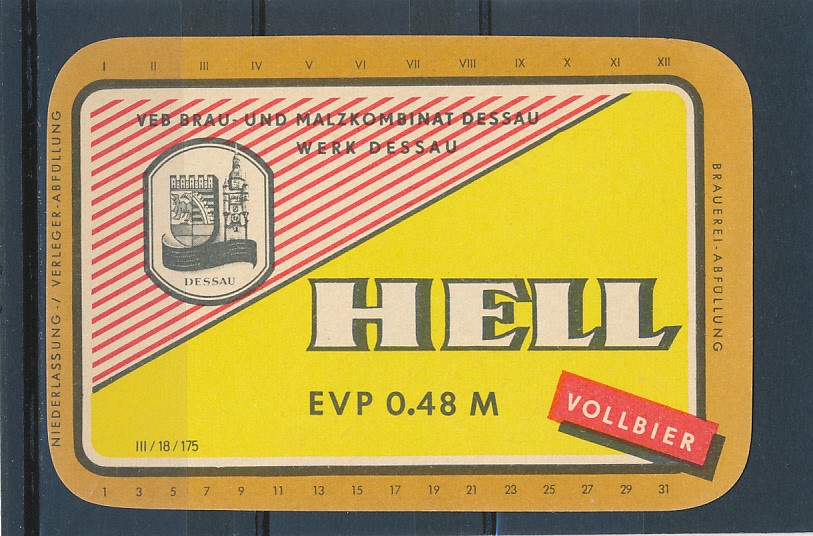 I II III IV V VI VII VIII IX X XI XII
VEB BRAU- UND MALZKOMBINAT DESSAU
WERK DESSAU
DESSAU
HELL
EVP 0.48 M
VOLLBIER
III/18/175
1 3 5 7 9 11 13 15 17 19 21 23 25 27 29 31
NIEDERLASSUNG-/ VERLEGER-ABFÜLLUNG
BRAUEREI-ABFÜLLUNG